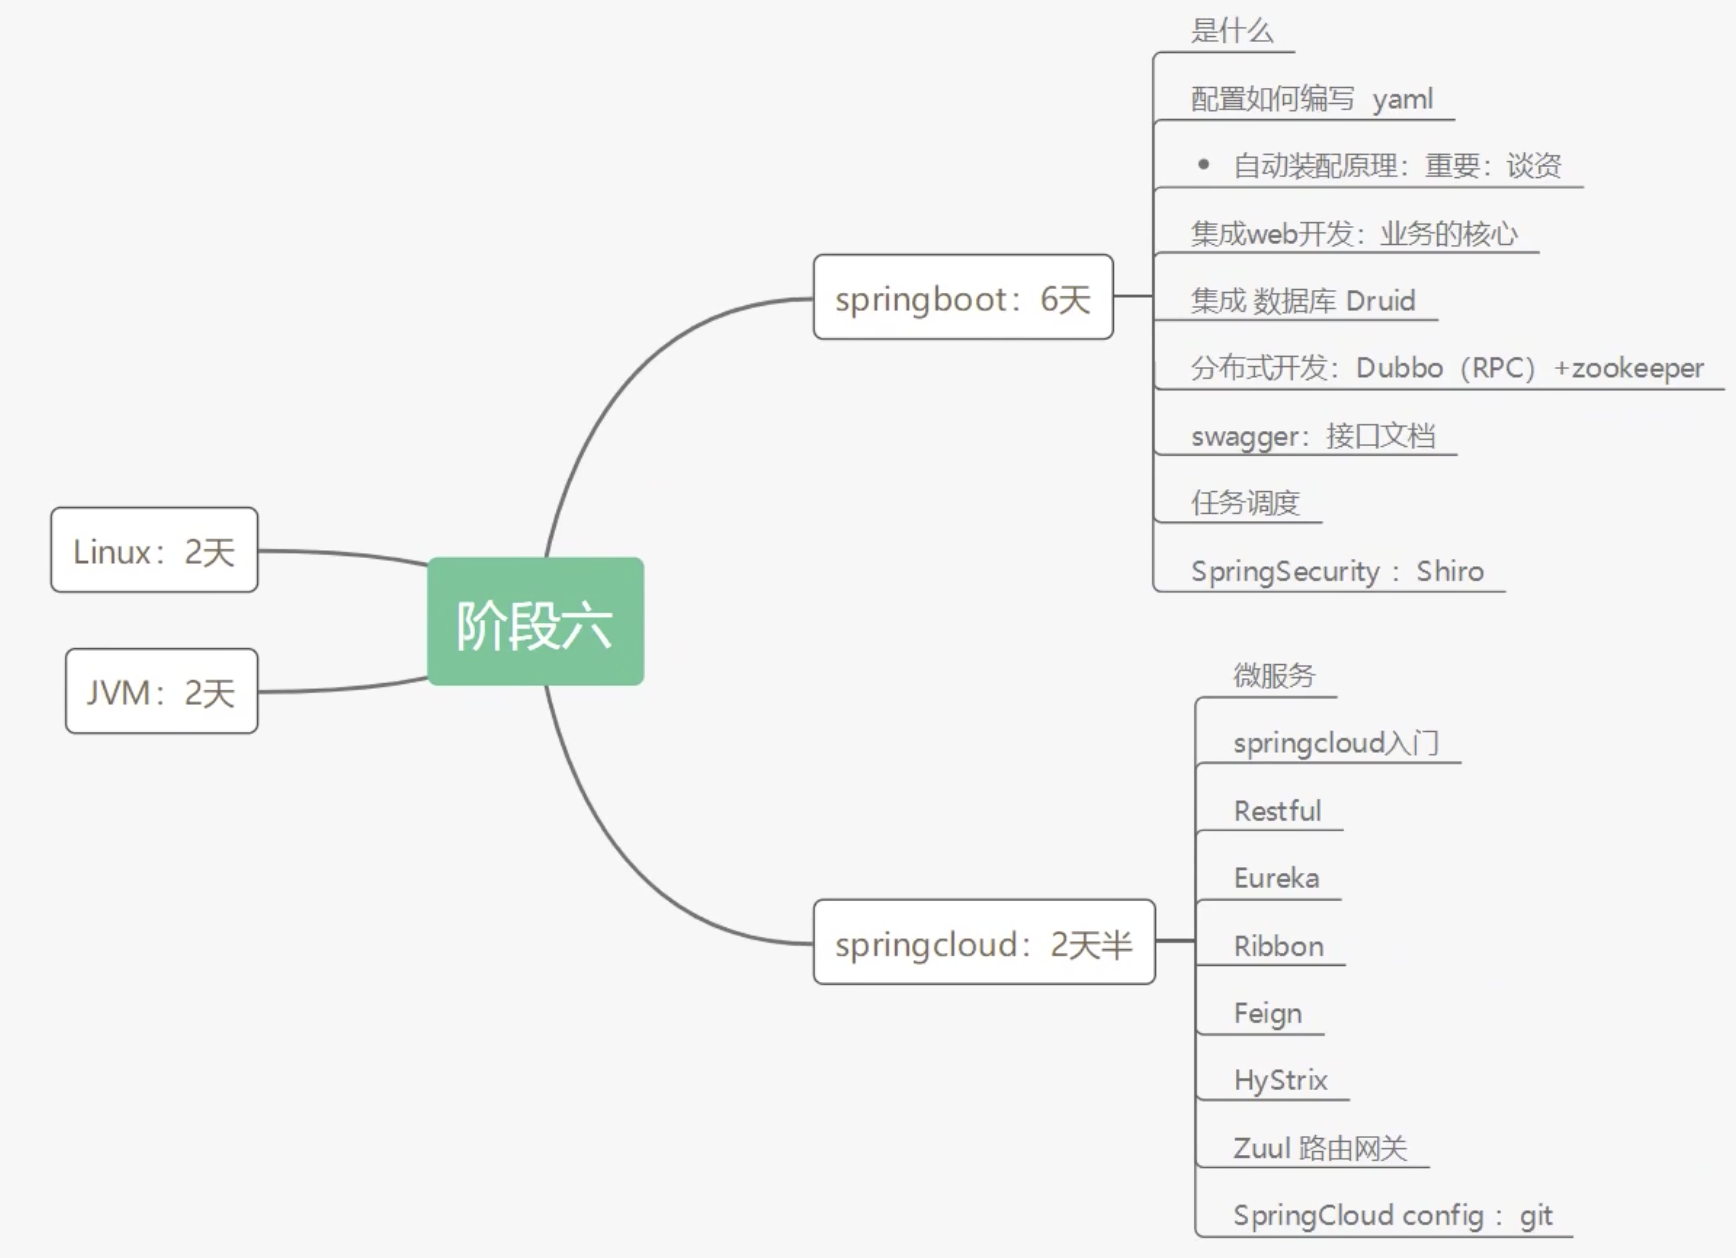 阶段六
springboot：6天
是什么
配置如何编写 yaml
自动装配原理：重要：谈资
集成web开发：业务的核心
集成 数据库 Druid
分布式开发：Dubbo（RPC）+zookeeper
swagger：接口文档
任务调度
SpringSecurity ：Shiro
springcloud：2天半
微服务
springcloud入门
Restful
Eureka
Ribbon
Feign
HyStrix
Zuul 路由网关
SpringCloud config ：git
Linux：2天
JVM：2天